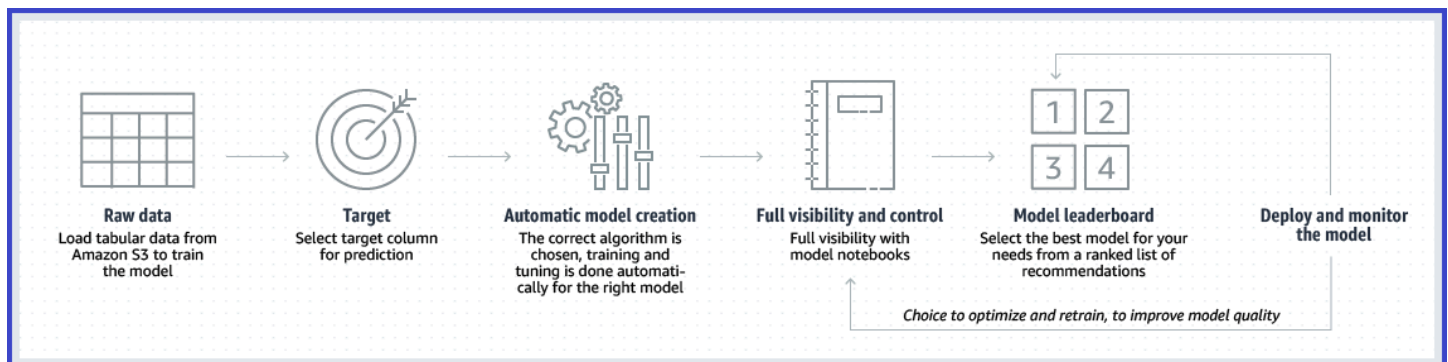 Raw data
Load tabular data from
Amazon S3 to train
the model
Target
Select target column
for prediction
Automatic model creation
The correct algorithm is
chosen, training and
tuning is done automati-
cally for the right model
Full visibility and control
Full visibility with
model notebooks
1 2
3 4
Model leaderboard
Select the best model for your
needs from a ranked list of
recommendations
Deploy and monitor
the model
Choice to optimize and retrain, to improve model quality